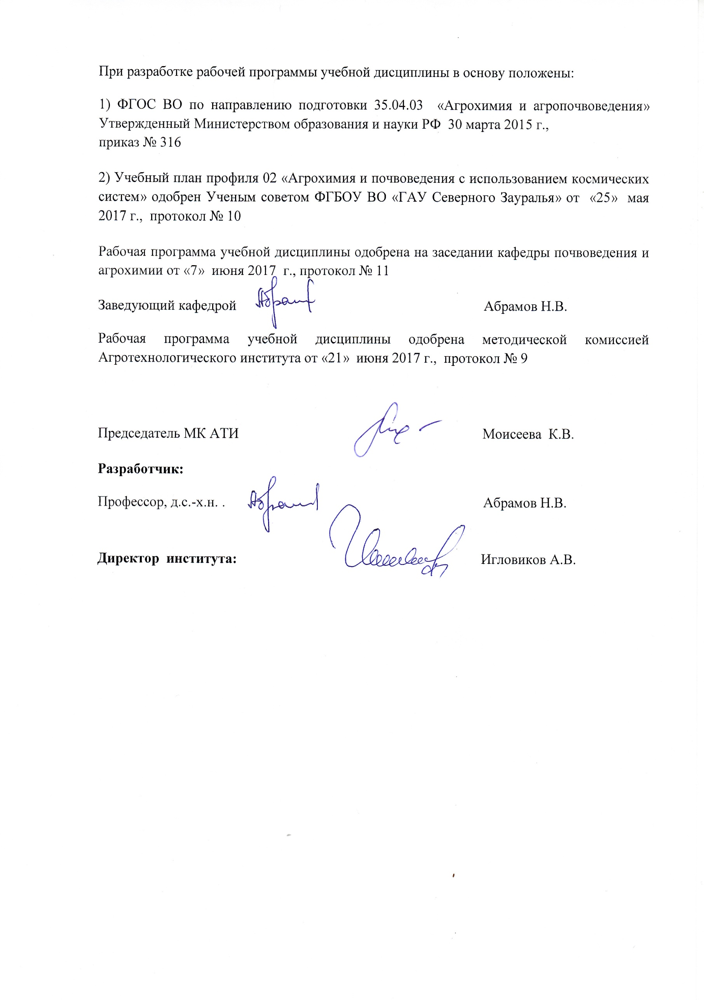 При разработке рабочей программы учебной дисциплины в основу положены:
1) ФГОС ВО по направлению подготовки 35.04.03 «Агрохимия и агропочвоведения»
Утвержденный Министерством образования и науки РФ 30 марта 2015 г.,
приказ № 316
2) Учебный план профиля 02 «Агрохимия и почвоведения с использованием космических
систем» одобрен Ученым советом ФГБОУ ВО «ГАУ Северного Зауралья» от «25» мая
2017 г., протокол № 10
Рабочая программа учебной дисциплины одобрена на заседании кафедры почвоведения и
агрохимии от «7» июня 2017 г., протокол № 11
Заведующий кафедрой Абрамов Н.В.
Рабочая программа учебной дисциплины одобрена методической комиссией
Агротехнологического института от «21» июня 2017 г., протокол № 9
Председатель МК АТИ Моисеева К.В.
Разработчик:
Профессор, д.с.-х.н. . Абрамов Н.В.
Директор института: Игловиков А.В.